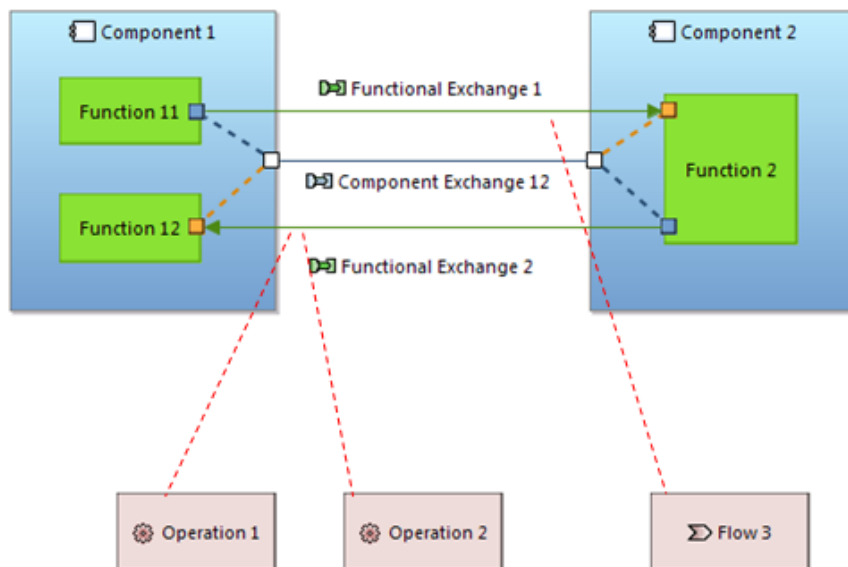 Component 1
Component 2
Functional Exchange 1
Function 11
Function 2
Component Exchange 12
Function 12
Functional Exchange 2
Operation 1
Operation 2
Flow 3